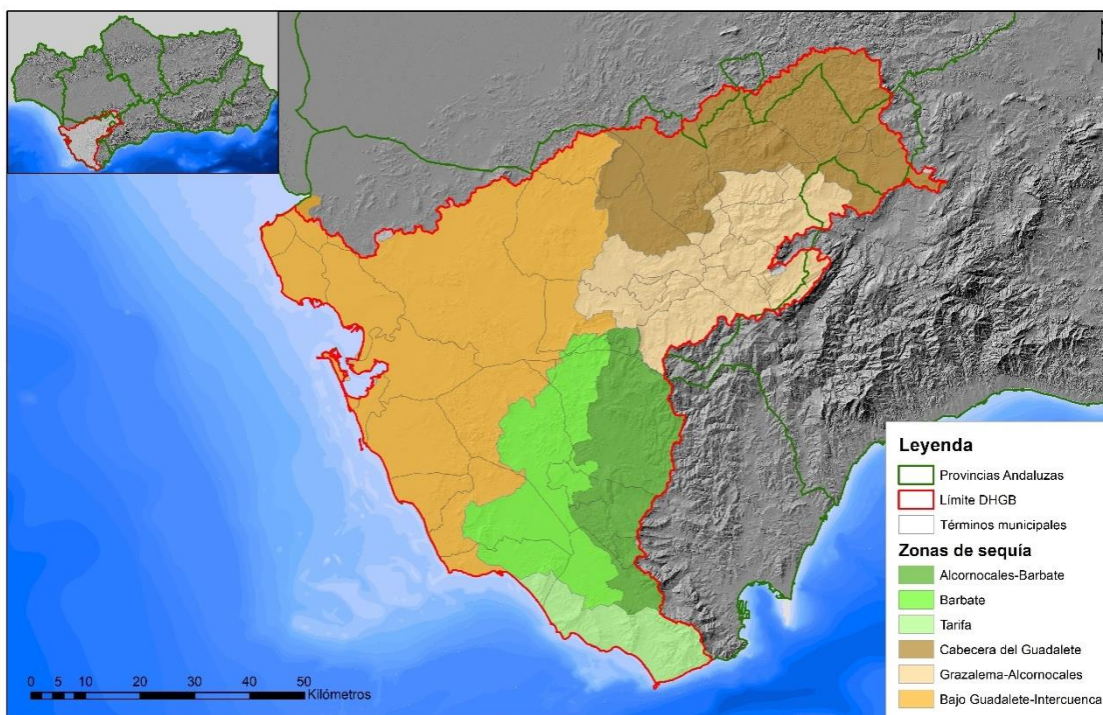 N
Leyenda
Provincias Andaluzas
Límite DHGB
Términos municipales
Zonas de sequía
Alcornocales-Barbate
Barbate
Tarifa
Cabecera del Guadalete
Grazalema-Alcornocales
Bajo Guadalete-Intercuenca
0 5 10 20 30 40 50
Kilómetros